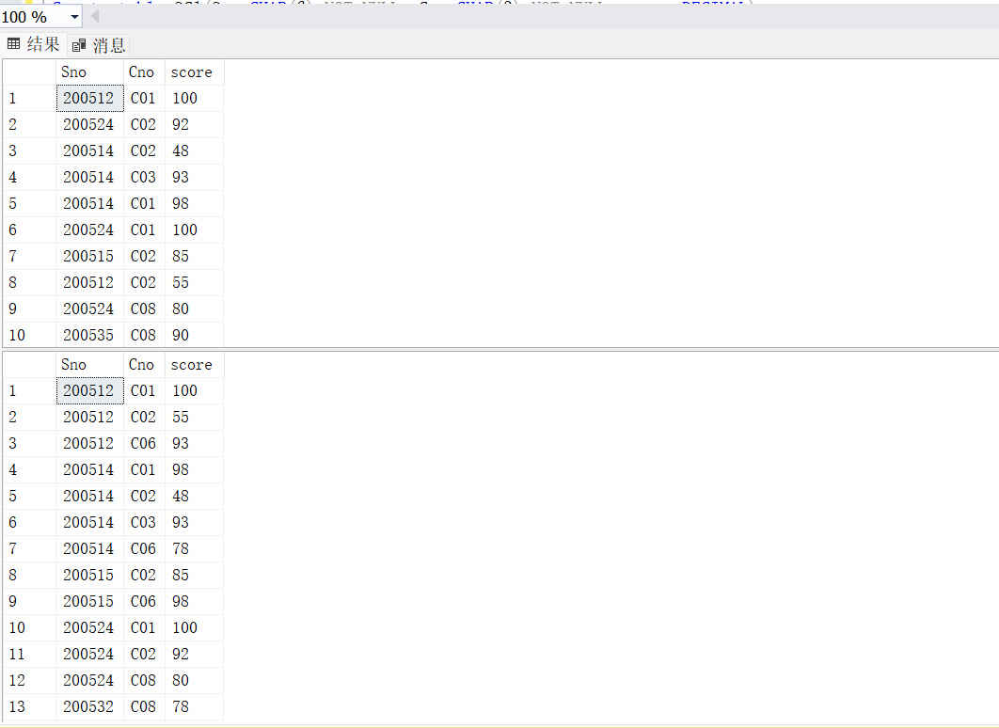 100 %
结果 消息
Sno Cno score
1 200512 C01 100
2 200524 C02 92
3 200514 C02 48
4 200514 C03 93
5 200514 C01 98
6 200524 C01 100
7 200515 C02 85
8 200512 C02 55
9 200524 C08 80
10 200535 C08 90
Sno Cno score
1 200512 C01 100
2 200512 C02 55
3 200512 C06 93
4 200514 C01 98
5 200514 C02 48
6 200514 C03 93
7 200514 C06 78
8 200515 C02 85
9 200515 C06 98
10 200524 C01 100
11 200524 C02 92
12 200524 C08 80
13 200532 C08 78